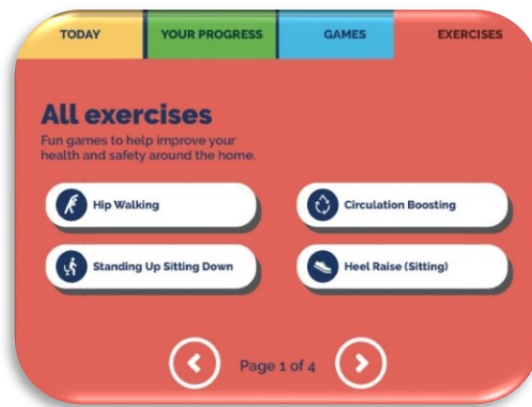 TODAY
YOUR PROGRESS
GAMES
EXERCISES
All exercises
Fun games to help improve your
health and safety around the home.
Hip Walking
Circulation Boosting
Standing Up Sitting Down
Heel Raise (Sitting)
Page 1 of 4